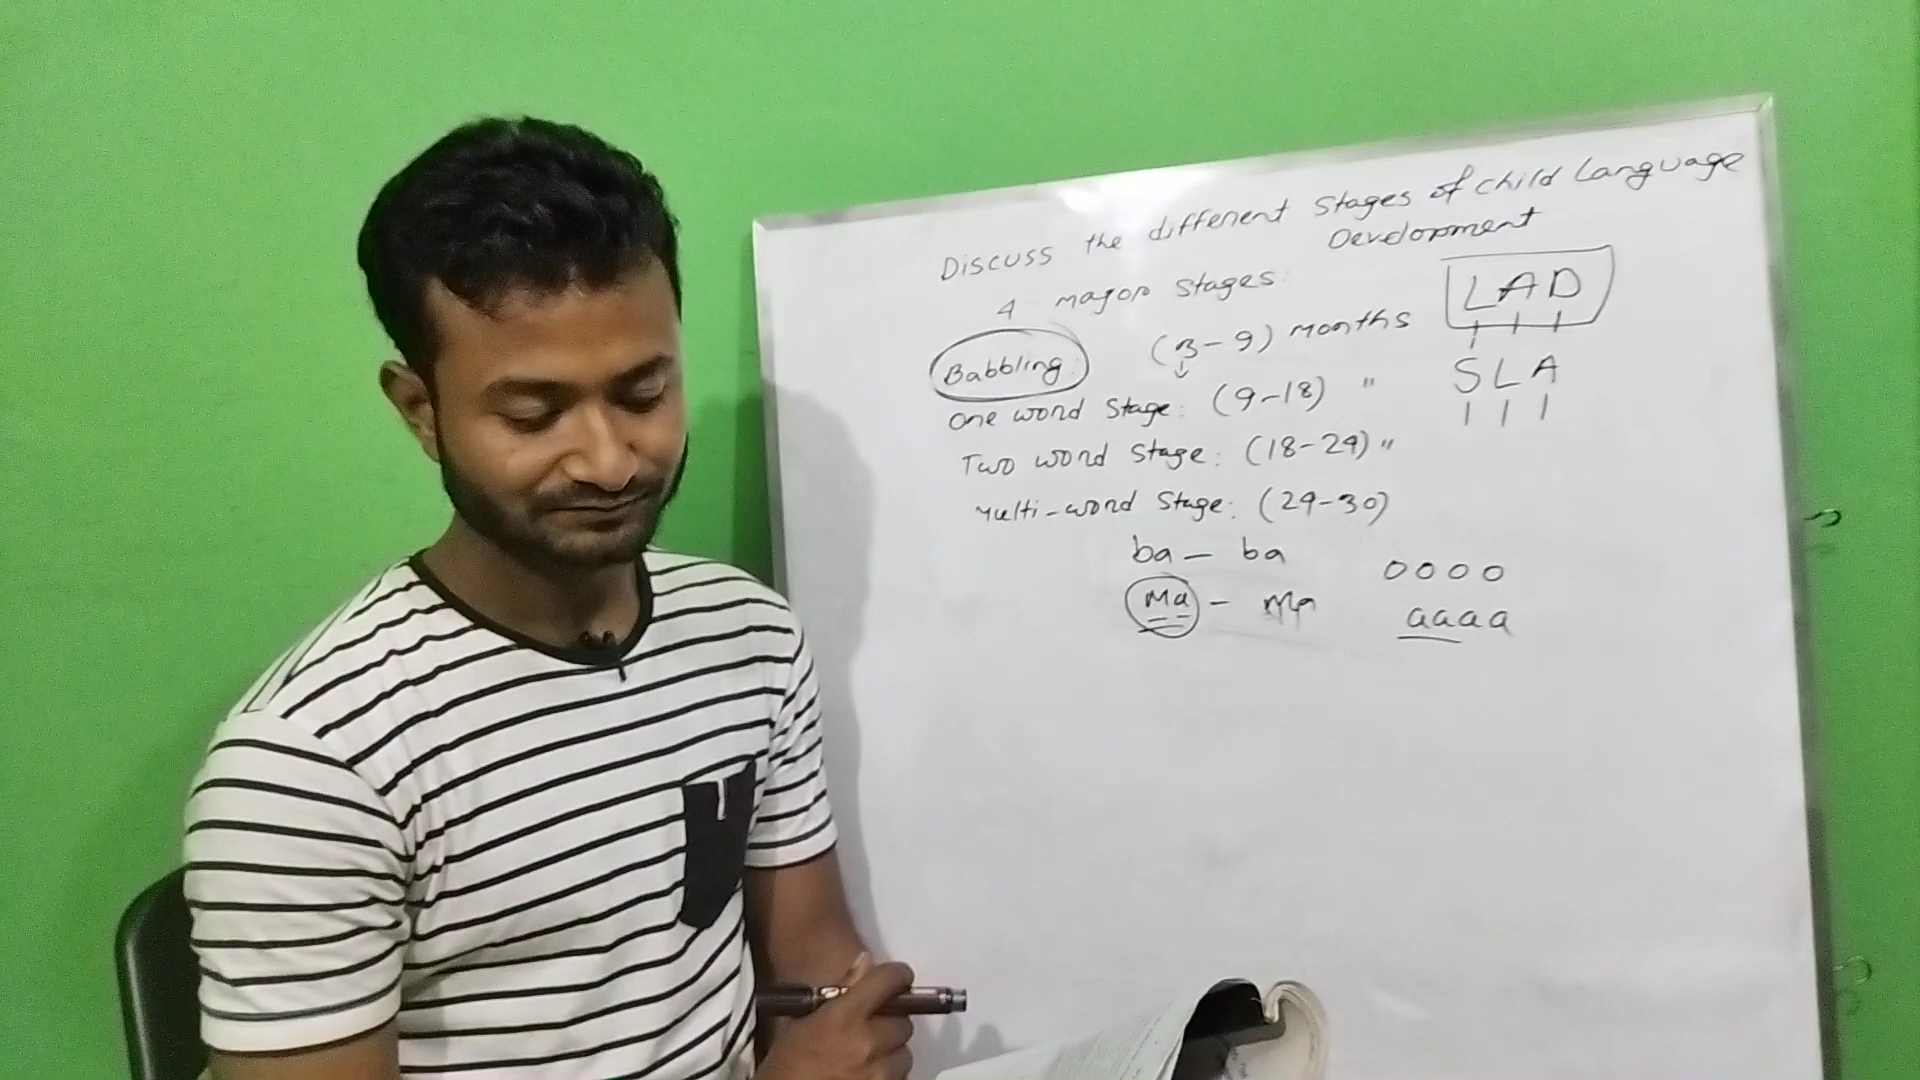 Discuss the different Stages of child Language
Development
4 major Stages:
LAD
Babbling: (3-9) months
SLA
One word Stage: (9-18) "
Two word Stage: (18-24) "
Multi-word Stage: (24-30)
ba - ba
oooo
Ma - Ma
aaaa